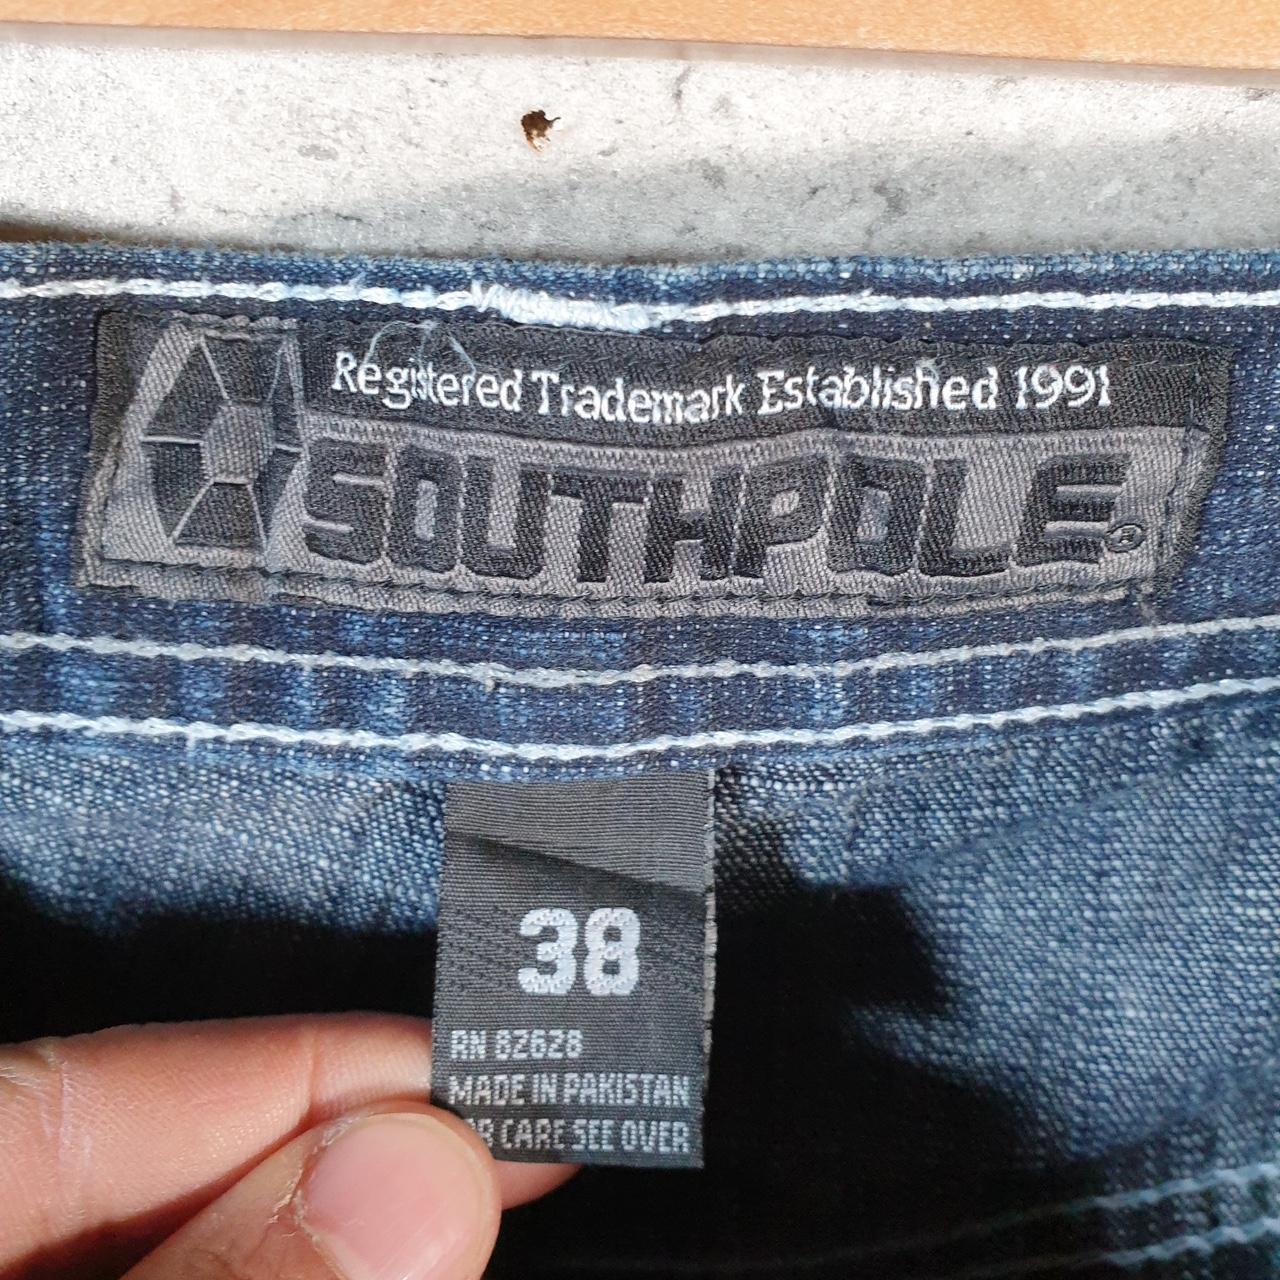 Registered Trademark Established 1991
SOUTHPOLE®
38
RN 82628
MADE IN PAKISTAN
CARE SEE OVER